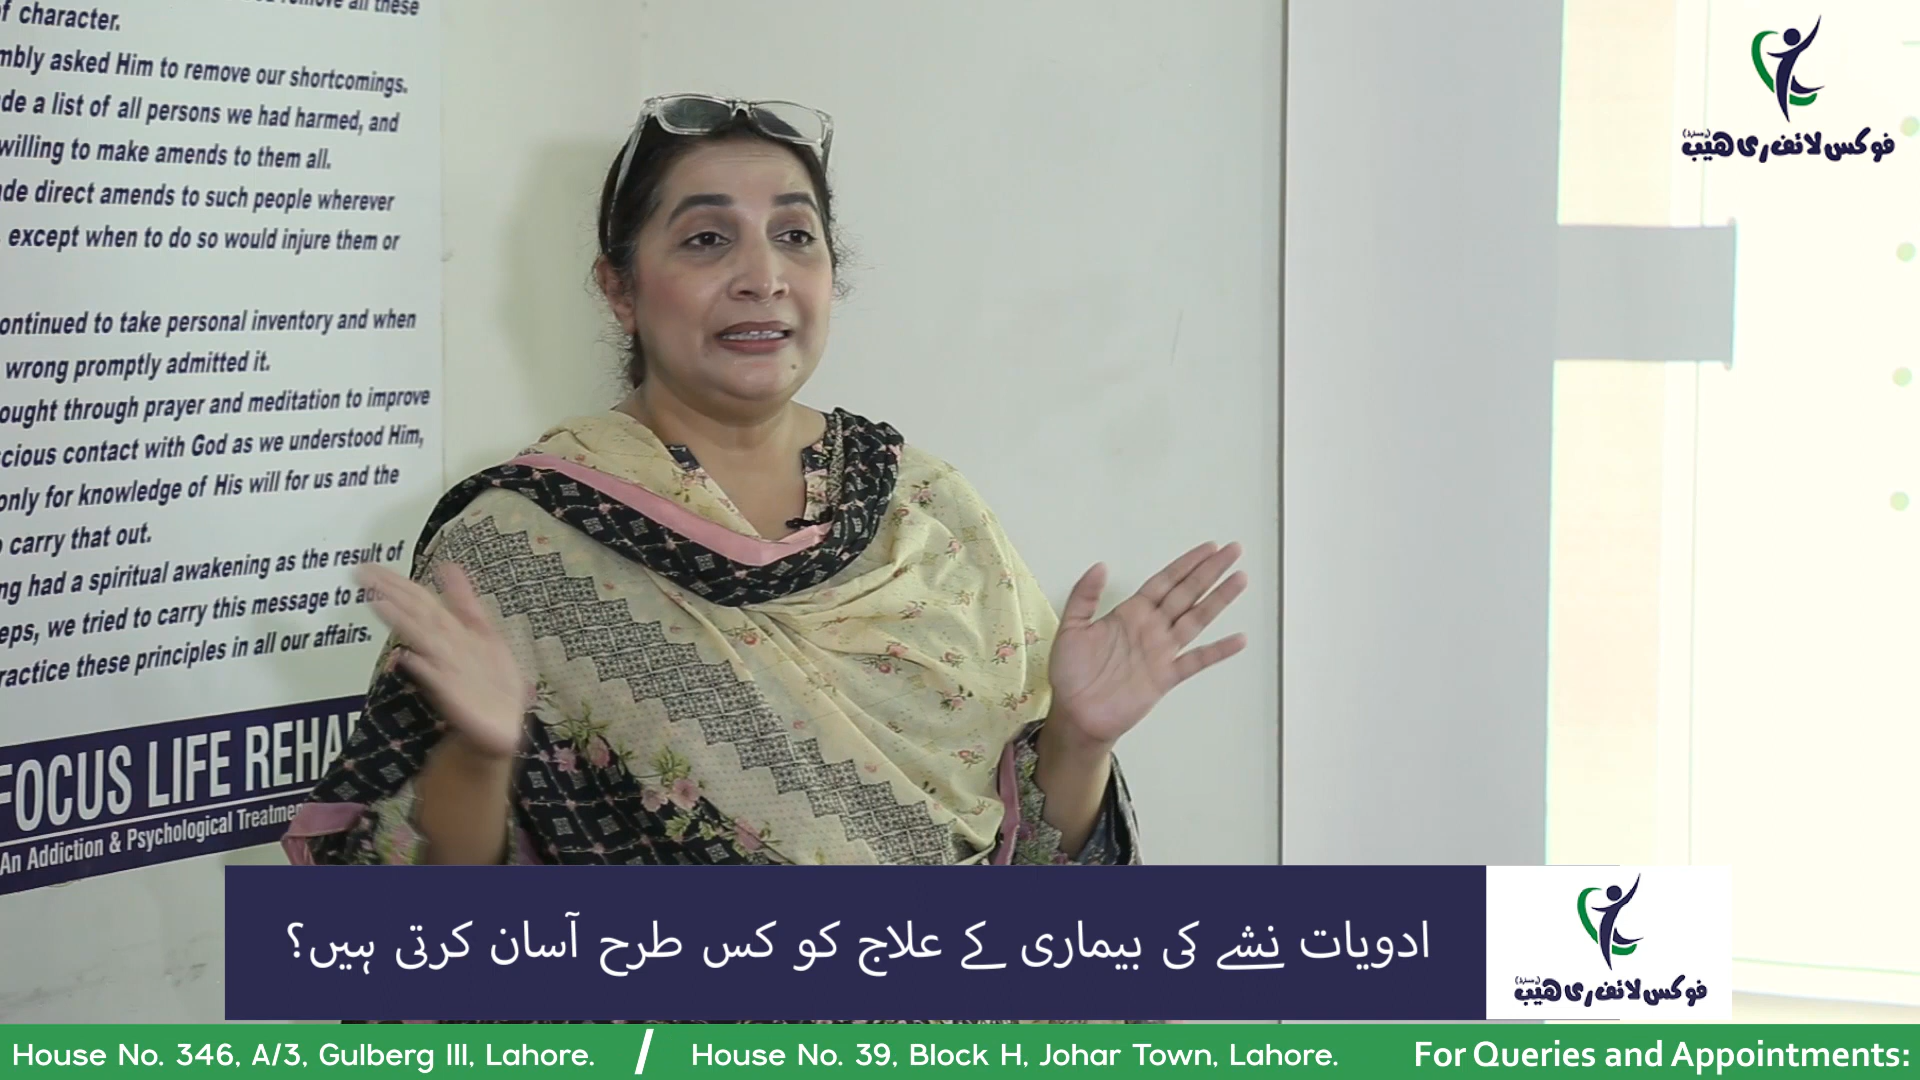 remove all these
f character.
mbly asked Him to remove our shortcomings.
de a list of all persons we had harmed, and
willing to make amends to them all.
de direct amends to such people wherever
except when to do so would injure them or
ontinued to take personal inventory and when
wrong promptly admitted it.
ought through prayer and meditation to improve
cious contact with God as we understood Him,
only for knowledge of His will for us and the
carry that out.
ng had a spiritual awakening as the result of
eps, we tried to carry this message to
ractice these principles in all our affairs.
FOCUS LIFE REHA
An Addiction & Psychological Treatmen
فوکس لائف ری ہیب
ادویات نشے کی بیماری کے علاج کو کس طرح آسان کرتی ہیں؟
فوکس لائف ری ہیب
House No. 346, A/3, Gulberg III, Lahore. / House No. 39, Block H, Johar Town, Lahore. For Queries and Appointments: